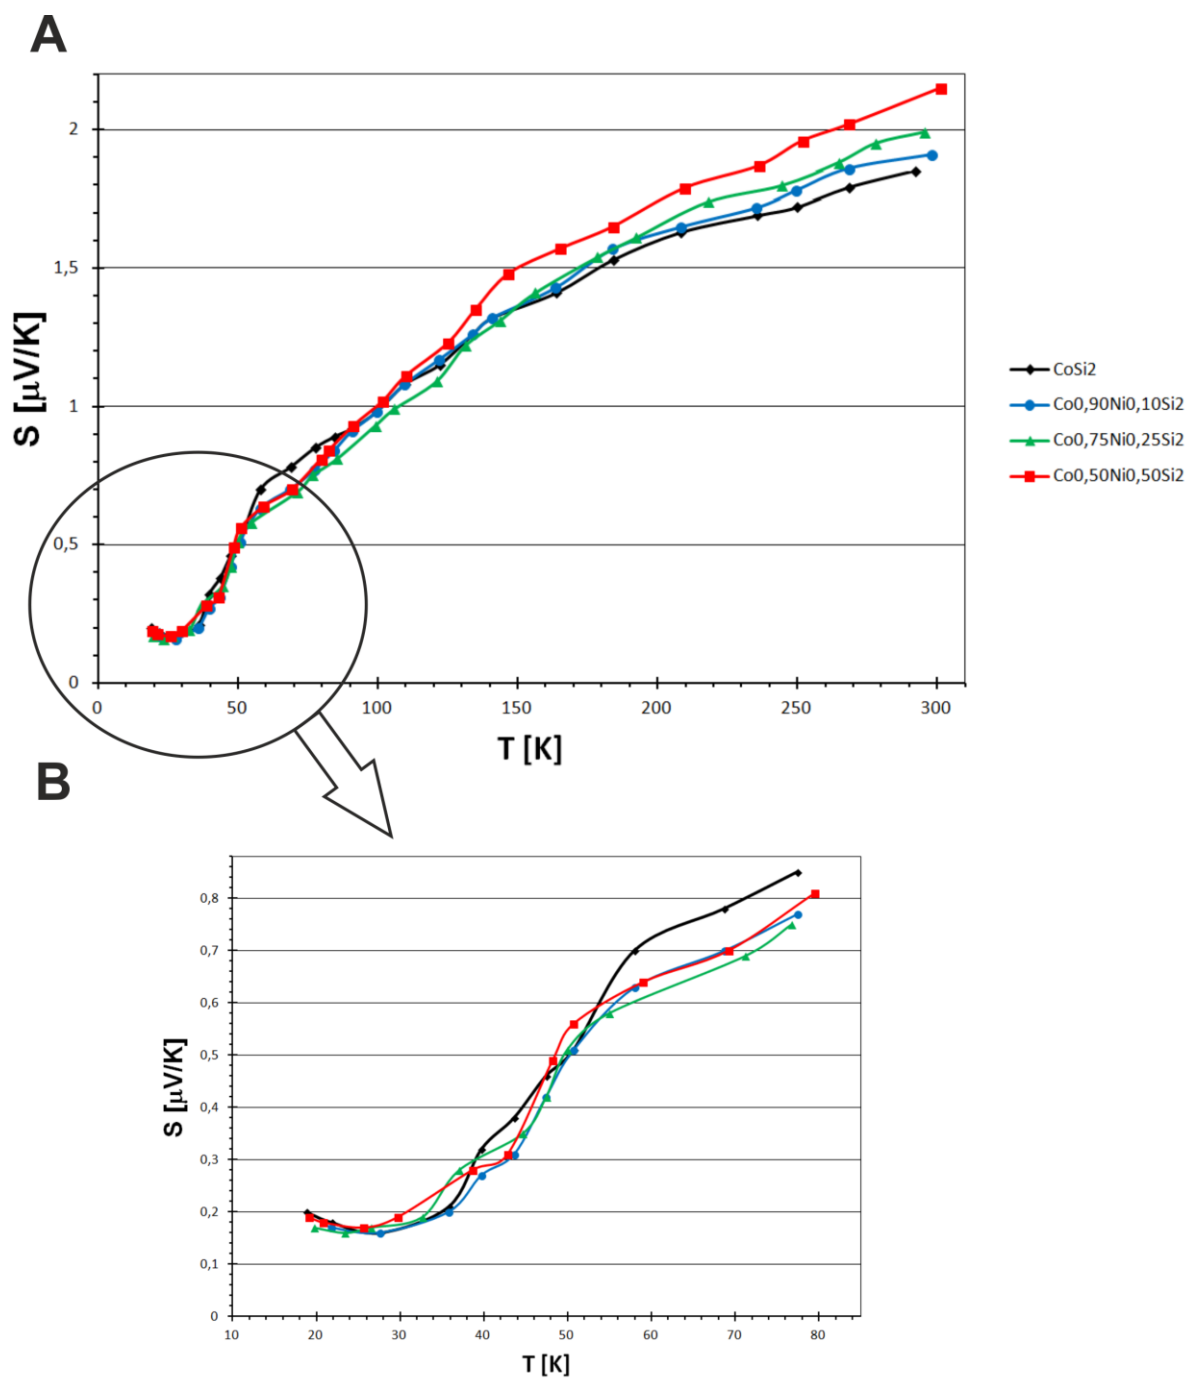 A
2
1,5
1
0,5
0
S [μV/K]
0 50 100 150 200 250 300
T [K]
CoSi2
Co0,90Ni0,10Si2
Co0,75Ni0,25Si2
Co0,50Ni0,50Si2
B
0,8
0,7
0,6
0,5
0,4
0,3
0,2
0,1
0
S [μV/K]
10 20 30 40 50 60 70 80
T [K]